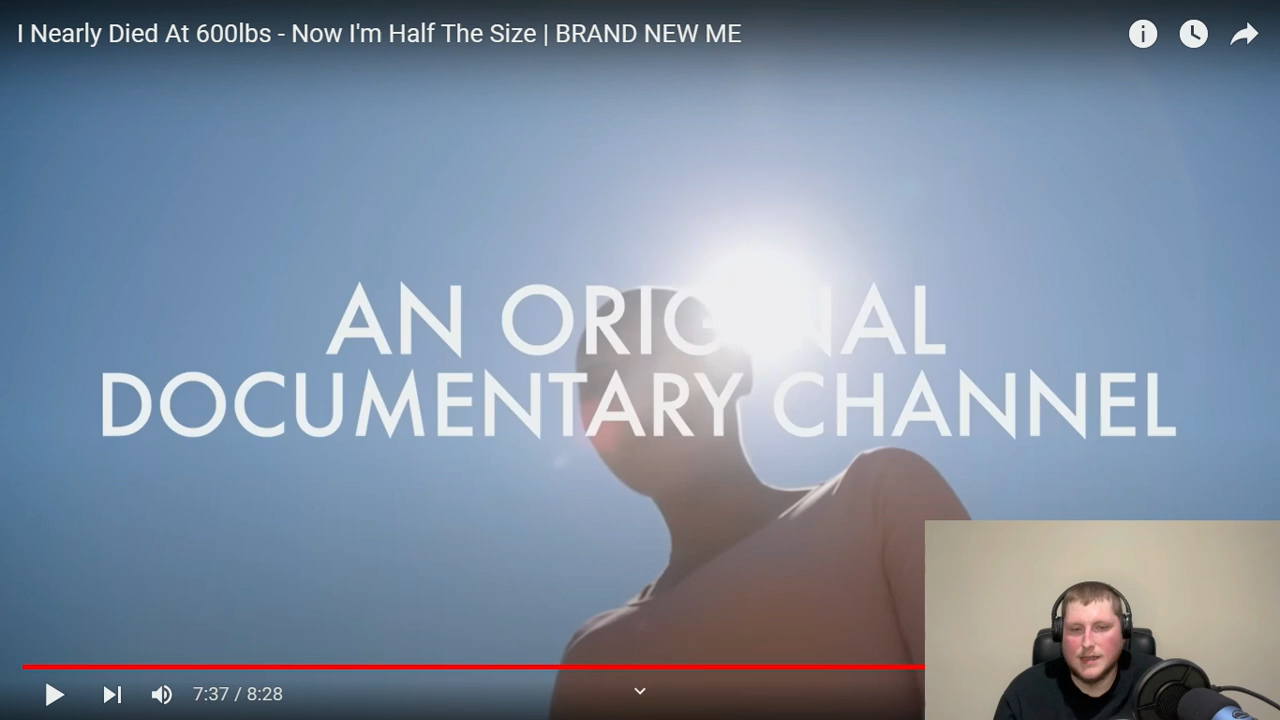 I Nearly Died At 600lbs - Now I'm Half The Size | BRAND NEW ME
AN ORIGINAL
DOCUMENTARY CHANNEL
7:37 / 8:28